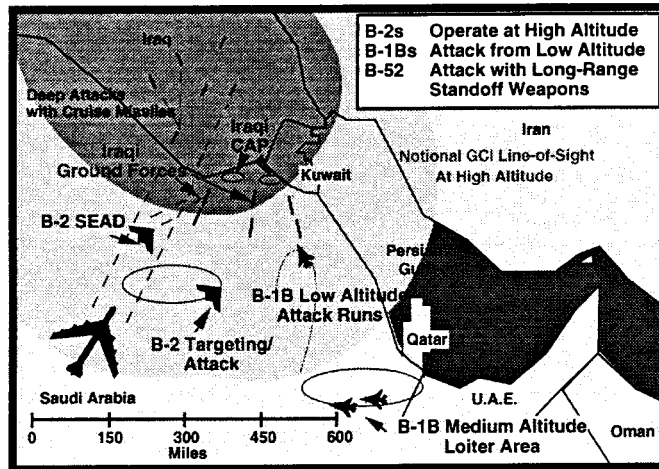 B-2s Operate at High Altitude
B-1Bs Attack from Low Altitude
B-52 Attack with Long-Range
Standoff Weapons
Iraq
Deep Attacks
with Cruise Missiles
Iraqi
CAP
Iraqi
Ground Forces
Kuwait
Iran
Notional GCI Line-of-Sight
At High Altitude
B-2 SEAD
Persian
Gulf
B-1B Low Altitude
Attack Runs
B-2 Targeting/
Attack
Qatar
Saudi Arabia
U.A.E.
B-1B Medium Altitude
Loiter Area
Oman
0 150 300 450 600
Miles